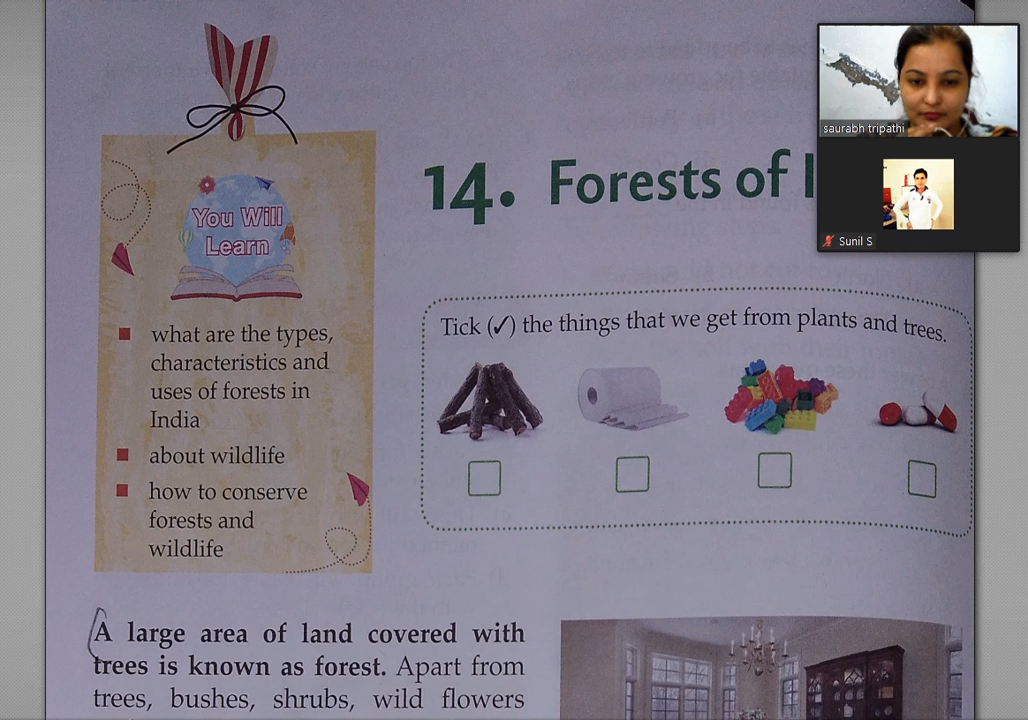 You Will
Learn
what are the types,
characteristics and
uses of forests in
India
about wildlife
how to conserve
forests and
wildlife
14. Forests of
Tick (✓) the things that we get from plants and trees.
A large area of land covered with
trees is known as forest. Apart from
trees, bushes, shrubs, wild flowers
saurabh tripathi
Sunil S